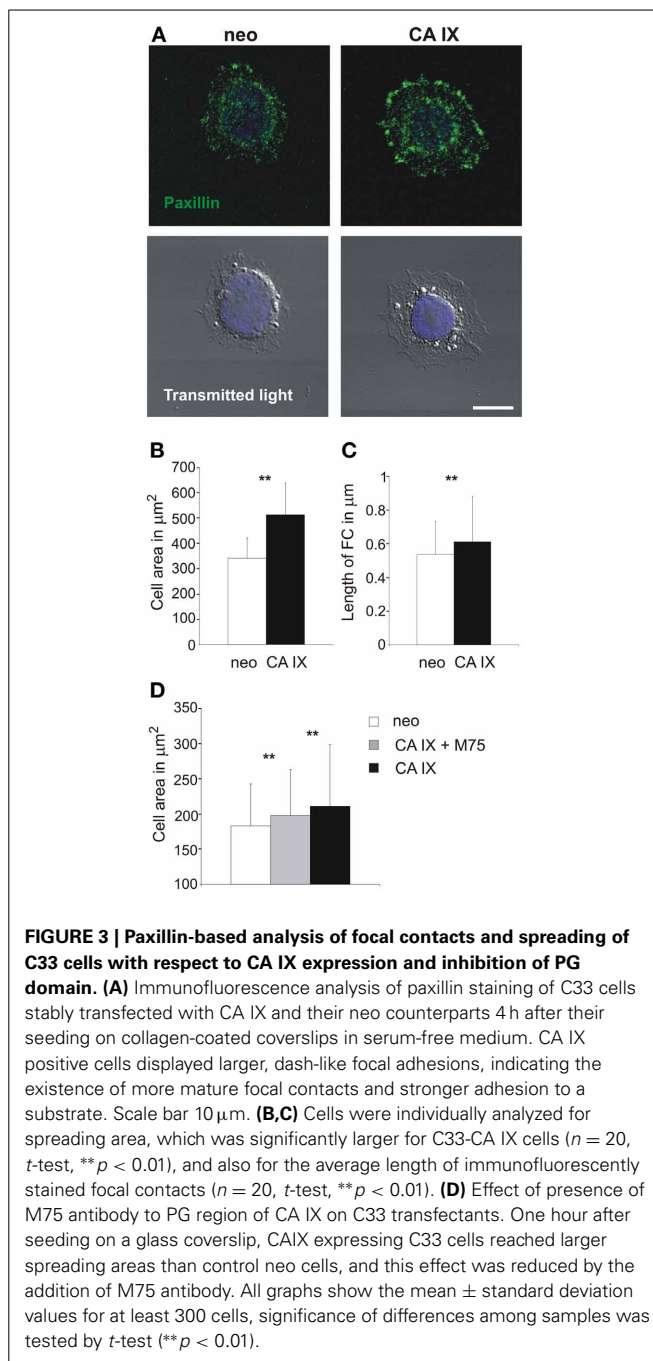 A neo CA IX
Paxillin
Transmitted light
B C
700
600
500
400
300
200
100
0
Cell area in μm²
**
neo CA IX
1
0.8
0.6
0.4
0.2
0
Length of FC in μm
**
neo CA IX
D
350
300
250
200
150
100
Cell area in μm²
**
**
neo
CA IX + M75
CA IX
FIGURE 3 | Paxillin-based analysis of focal contacts and spreading of
C33 cells with respect to CA IX expression and inhibition of PG
domain. (A) Immunofluorescence analysis of paxillin staining of C33 cells
stably transfected with CA IX and their neo counterparts 4 h after their
seeding on collagen-coated coverslips in serum-free medium. CA IX
positive cells displayed larger, dash-like focal adhesions, indicating the
existence of more mature focal contacts and stronger adhesion to a
substrate. Scale bar 10 μm. (B,C) Cells were individually analyzed for
spreading area, which was significantly larger for C33-CA IX cells (n = 20,
t-test, **p < 0.01), and also for the average length of immunofluorescently
stained focal contacts (n = 20, t-test, **p < 0.01). (D) Effect of presence of
M75 antibody to PG region of CA IX on C33 transfectants. One hour after
seeding on a glass coverslip, CAIX expressing C33 cells reached larger
spreading areas than control neo cells, and this effect was reduced by the
addition of M75 antibody. All graphs show the mean ± standard deviation
values for at least 300 cells, significance of differences among samples was
tested by t-test (**p < 0.01).